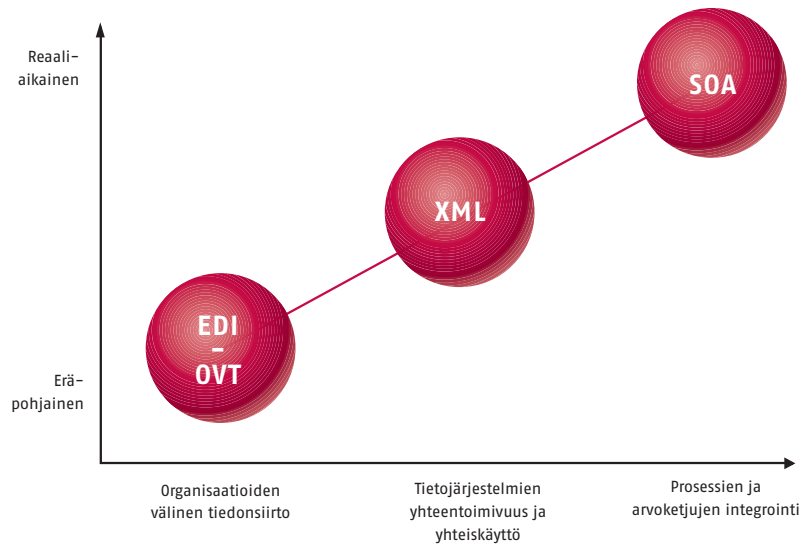 Reaali-
aikainen
SOA
XML
EDI
–
OVT
Erä-
pohjainen
Organisaatioiden
välinen tiedonsiirto
Tietojärjestelmien
yhteentoimivuus ja
yhteiskäyttö
Prosessien ja
arvoketjujen integrointi